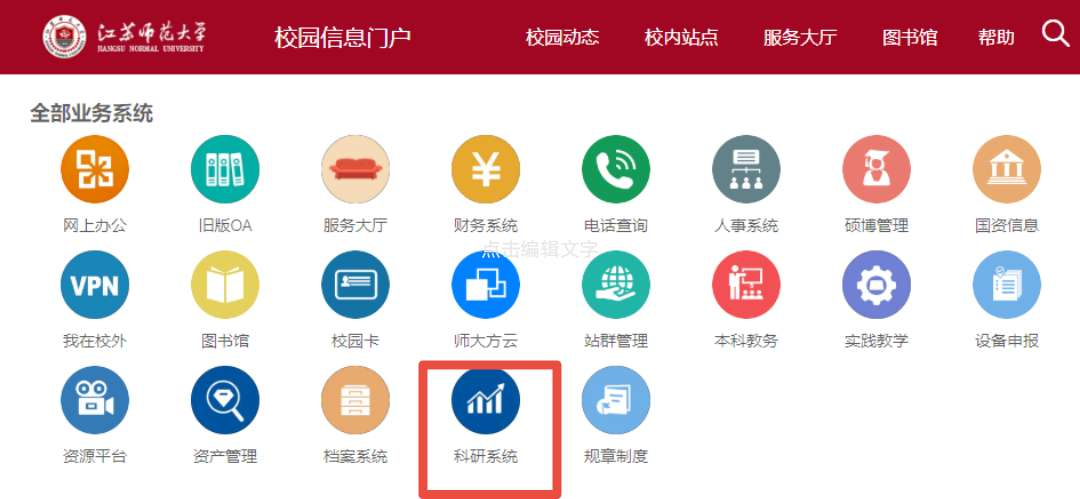 江苏师范大学
JIANGSU NORMAL UNIVERSITY
校园信息门户 校园动态 校内站点 服务大厅 图书馆 帮助
全部业务系统
网上办公 旧版OA 服务大厅 财务系统 电话查询 人事系统 硕博管理 国资信息
点击编辑文字
VPN
我在校外 图书馆 校园卡 师大方云 站群管理 本科教务 实践教学 设备申报
资源平台 资产管理 档案系统 科研系统 规章制度